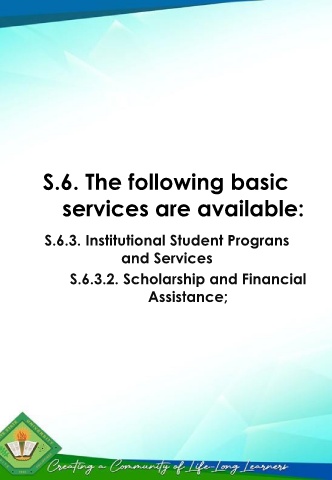 S.6. The following basic
services are available:
S.6.3. Institutional Student Prograns
and Services
S.6.3.2. Scholarship and Financial
Assistance;
Creating a Community of Life-Long Learners